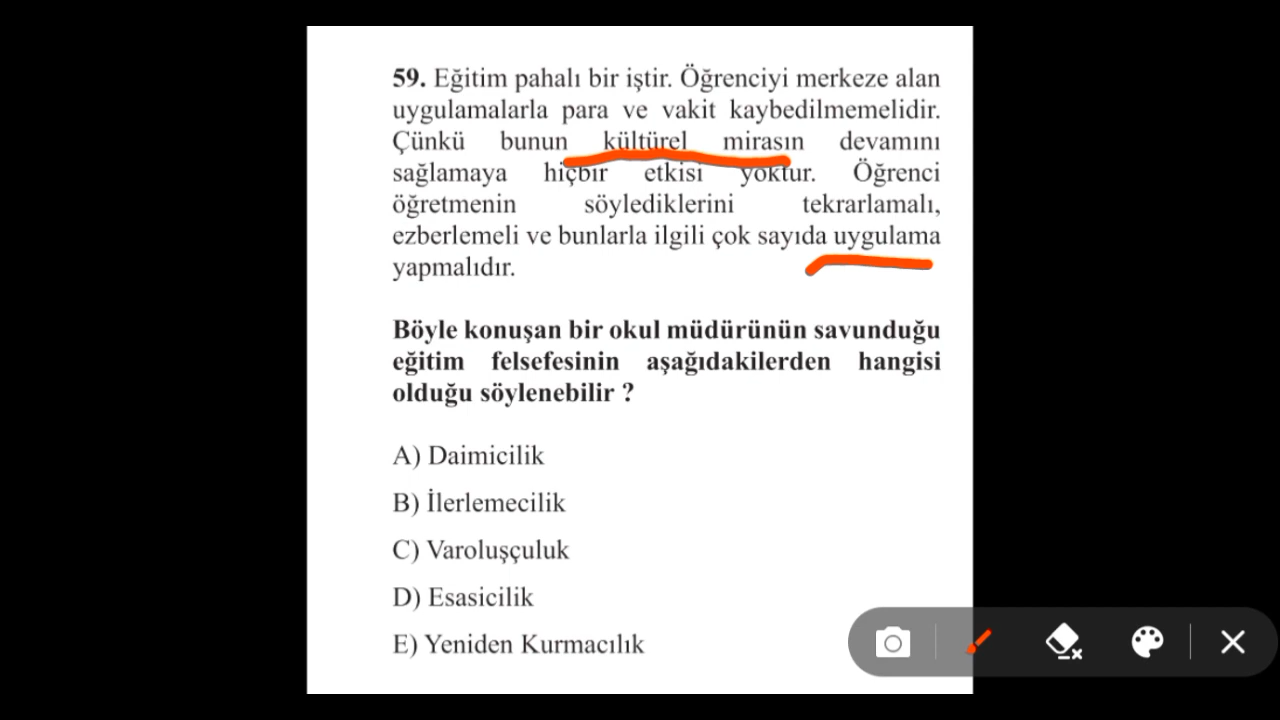 59. Eğitim pahalı bir iştir. Öğrenciyi merkeze alan
uygulamalarla para ve vakit kaybedilmemelidir.
Çünkü bunun kültürel mirasın devamını
sağlamaya hiçbir etkisi yoktur. Öğrenci
öğretmenin söylediklerini tekrarlamalı,
ezberlemeli ve bunlarla ilgili çok sayıda uygulama
yapmalıdır.
Böyle konuşan bir okul müdürünün savunduğu
eğitim felsefesinin aşağıdakilerden hangisi
olduğu söylenebilir ?
A) Daimicilik
B) İlerlemecilik
C) Varoluşçuluk
D) Esasicilik
E) Yeniden Kurmacılık